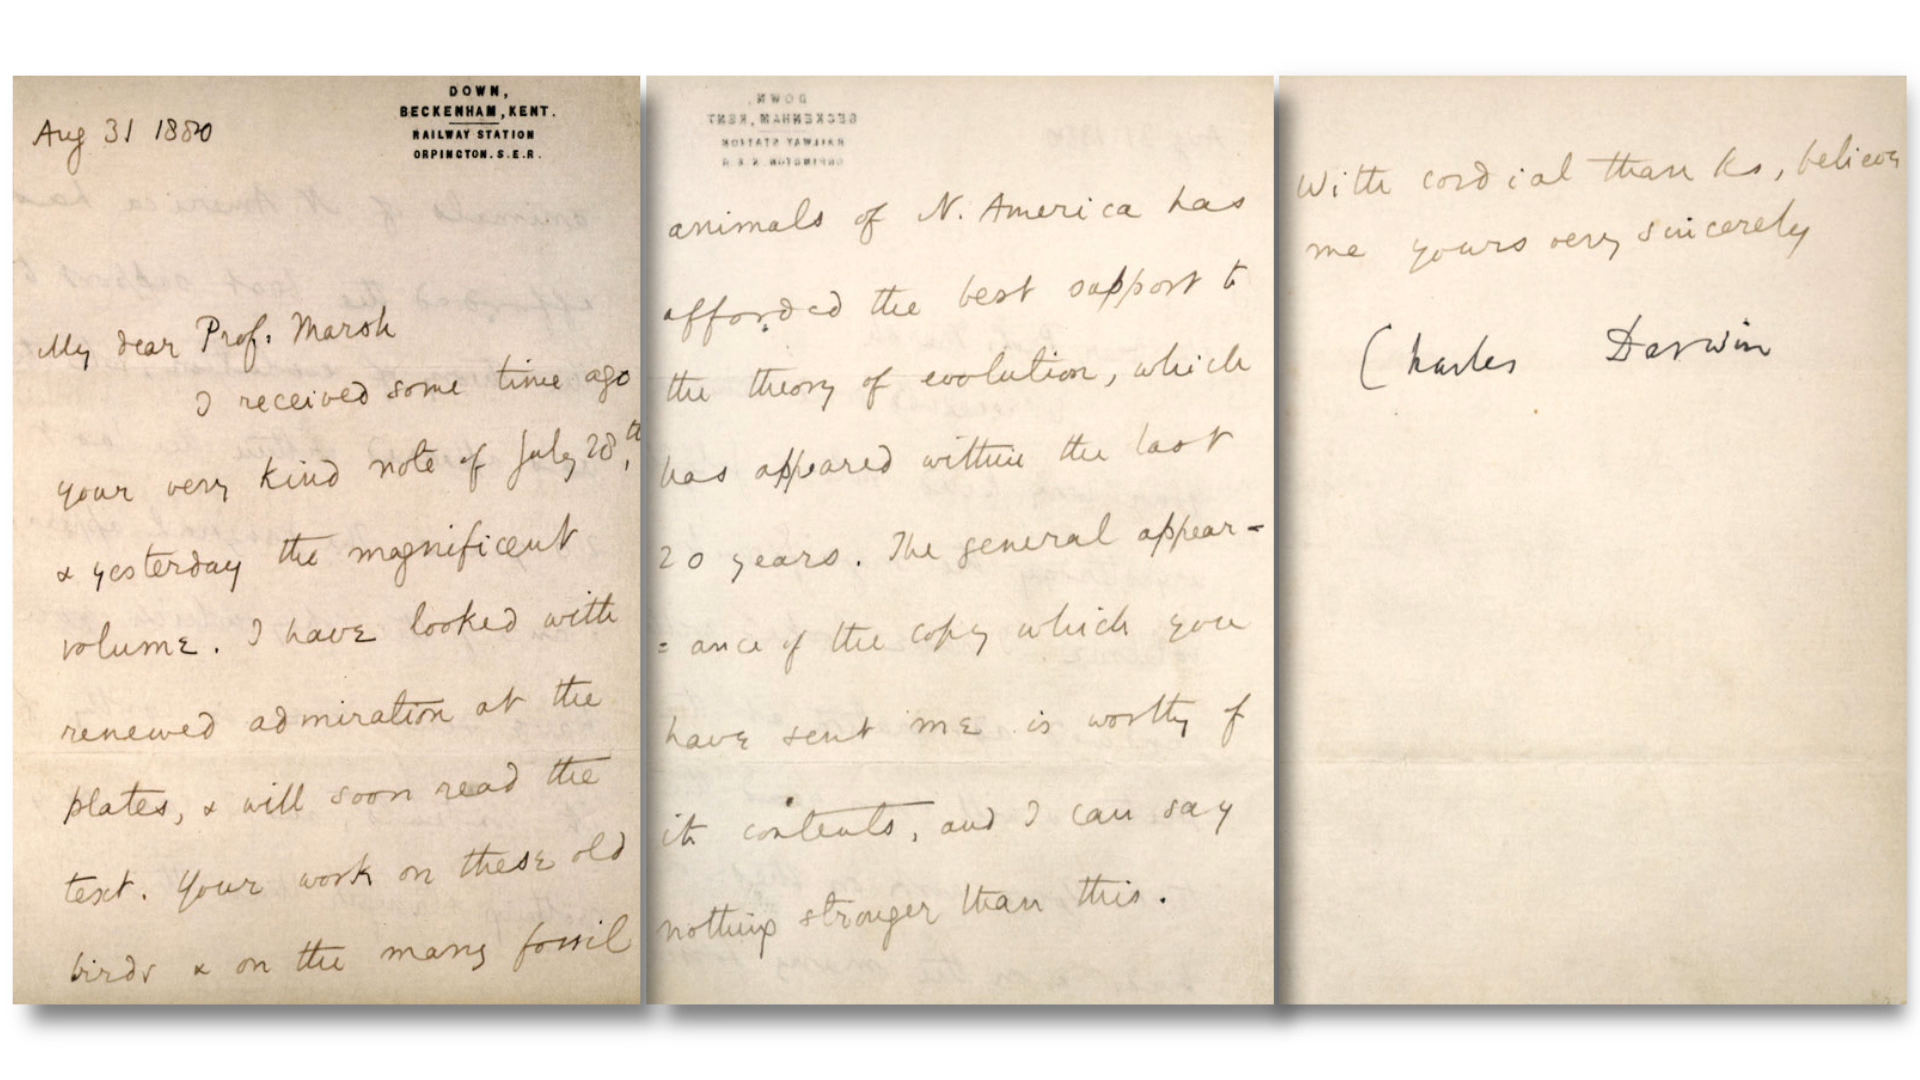 Aug 31 1880
DOWN,
BECKENHAM, KENT.
RAILWAY STATION
ORPINGTON. S.E.R.
My dear Prof. Marsh
I received some time ago
your very kind note of July 28th,
& yesterday the magnificent
volume. I have looked with
renewed admiration at the
plates, & will soon read the
text. Your work on these old
birds & on the many fossil
animals of N. America has
afforded the best support to
the theory of evolution, which
has appeared within the last
20 years. The general appear=
=ance of the copy which you
have sent me is worthy of
its contents, and I can say
nothing stronger than this.
With cordial thanks, believe
me yours very sincerely
Charles Darwin